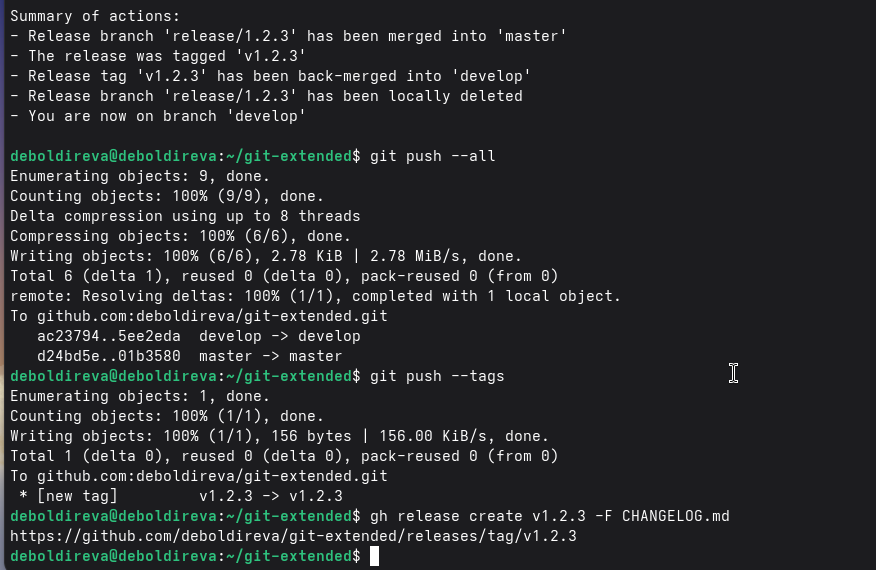 Summary of actions:
- Release branch 'release/1.2.3' has been merged into 'master'
- The release was tagged 'v1.2.3'
- Release tag 'v1.2.3' has been back-merged into 'develop'
- Release branch 'release/1.2.3' has been locally deleted
- You are now on branch 'develop'

deboldireva@deboldireva:~/git-extended$ git push --all
Enumerating objects: 9, done.
Counting objects: 100% (9/9), done.
Delta compression using up to 8 threads
Compressing objects: 100% (6/6), done.
Writing objects: 100% (6/6), 2.78 KiB | 2.78 MiB/s, done.
Total 6 (delta 1), reused 0 (delta 0), pack-reused 0 (from 0)
remote: Resolving deltas: 100% (1/1), completed with 1 local object.
To github.com:deboldireva/git-extended.git
   ac23794..5ee2eda  develop -> develop
   d24bd5e..01b3580  master -> master
deboldireva@deboldireva:~/git-extended$ git push --tags
Enumerating objects: 1, done.
Counting objects: 100% (1/1), done.
Writing objects: 100% (1/1), 156 bytes | 156.00 KiB/s, done.
Total 1 (delta 0), reused 0 (delta 0), pack-reused 0 (from 0)
To github.com:deboldireva/git-extended.git
 * [new tag]         v1.2.3 -> v1.2.3
deboldireva@deboldireva:~/git-extended$ gh release create v1.2.3 -F CHANGELOG.md
https://github.com/deboldireva/git-extended/releases/tag/v1.2.3
deboldireva@deboldireva:~/git-extended$